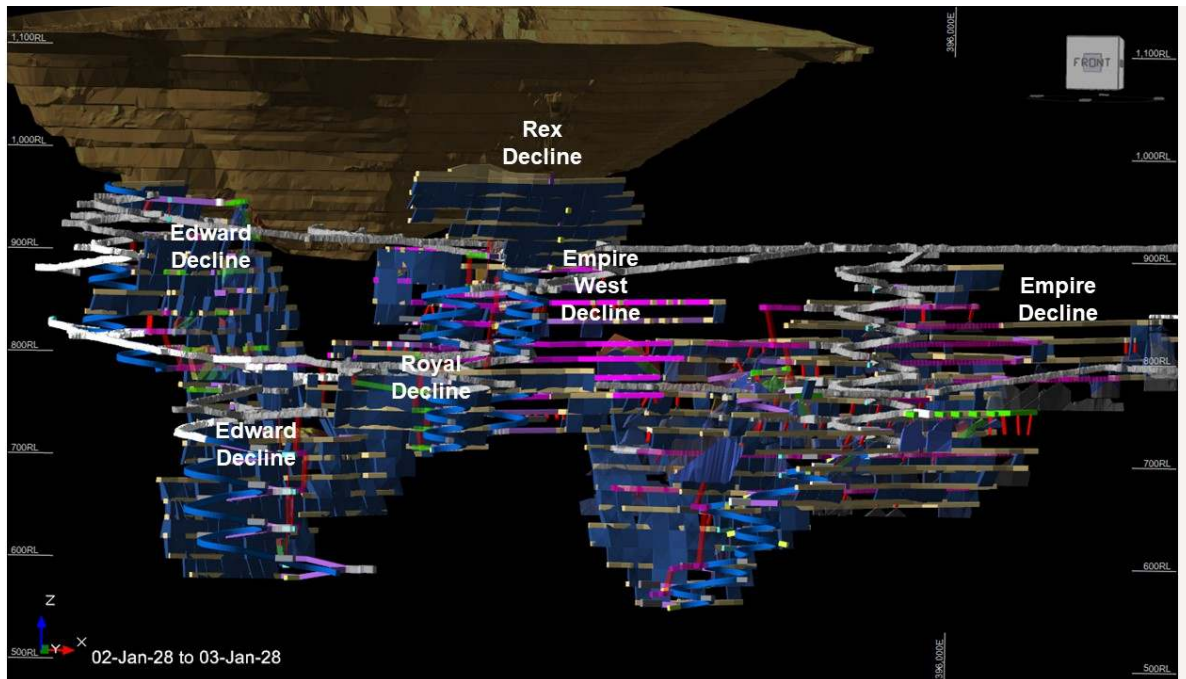 1,100RL
396,000E
1,100RL
FRONT
1,000RL
Rex
Decline
1,000RL
900RL
Edward
Decline
Empire
West
Decline
900RL
Empire
Decline
800RL
Royal
Decline
800RL
700RL
Edward
Decline
700RL
600RL
600RL
Z
Y
X
02-Jan-28 to 03-Jan-28
500RL
396,000E
500RL